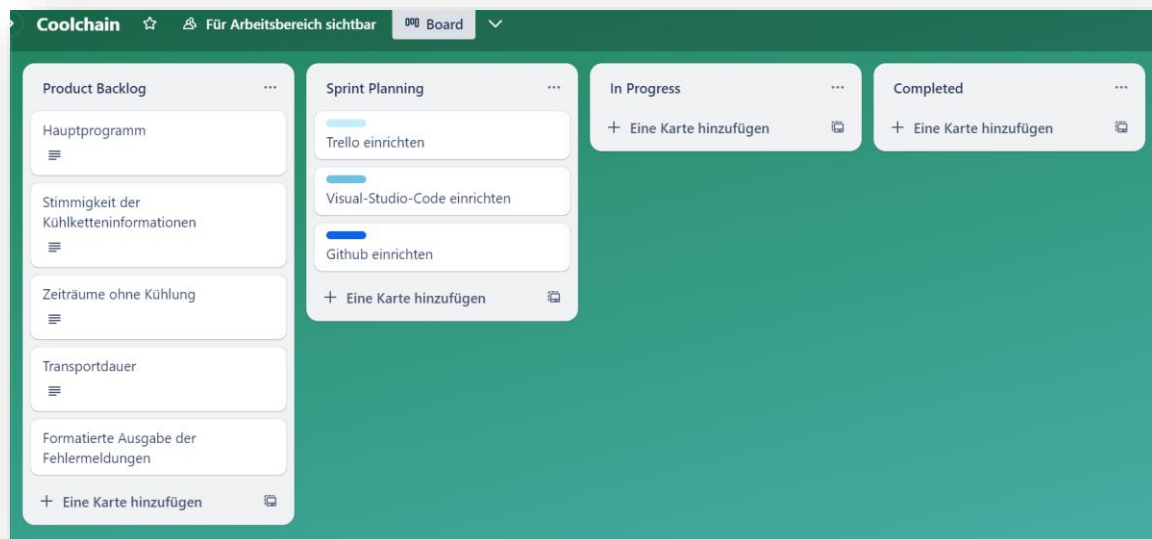 Coolchain Für Arbeitsbereich sichtbar Board
Product Backlog
Hauptprogramm
Stimmigkeit der
Kühlketteninformationen
Zeiträume ohne Kühlung
Transportdauer
Formatierte Ausgabe der
Fehlermeldungen
+ Eine Karte hinzufügen
Sprint Planning
Trello einrichten
Visual-Studio-Code einrichten
Github einrichten
+ Eine Karte hinzufügen
In Progress
+ Eine Karte hinzufügen
Completed
+ Eine Karte hinzufügen